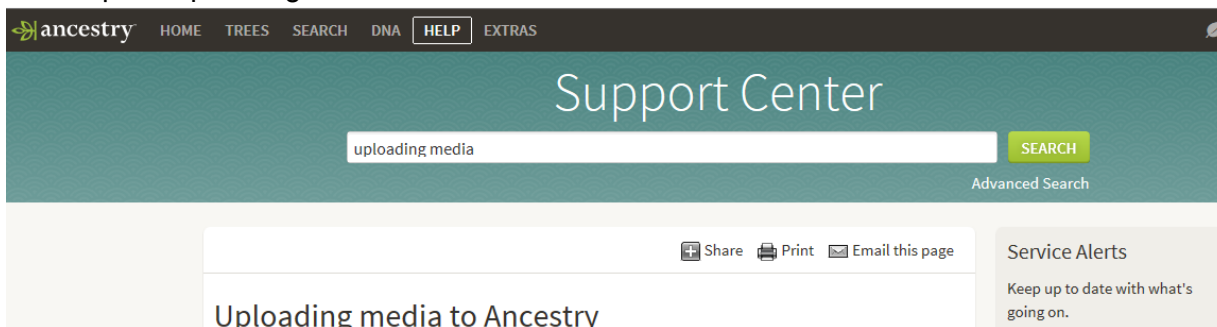 ancestry HOME TREES SEARCH DNA HELP EXTRAS
Support Center
uploading media SEARCH
Advanced Search
Share Print Email this page
Service Alerts
Keep up to date with what's
going on.
Uploading media to Ancestry